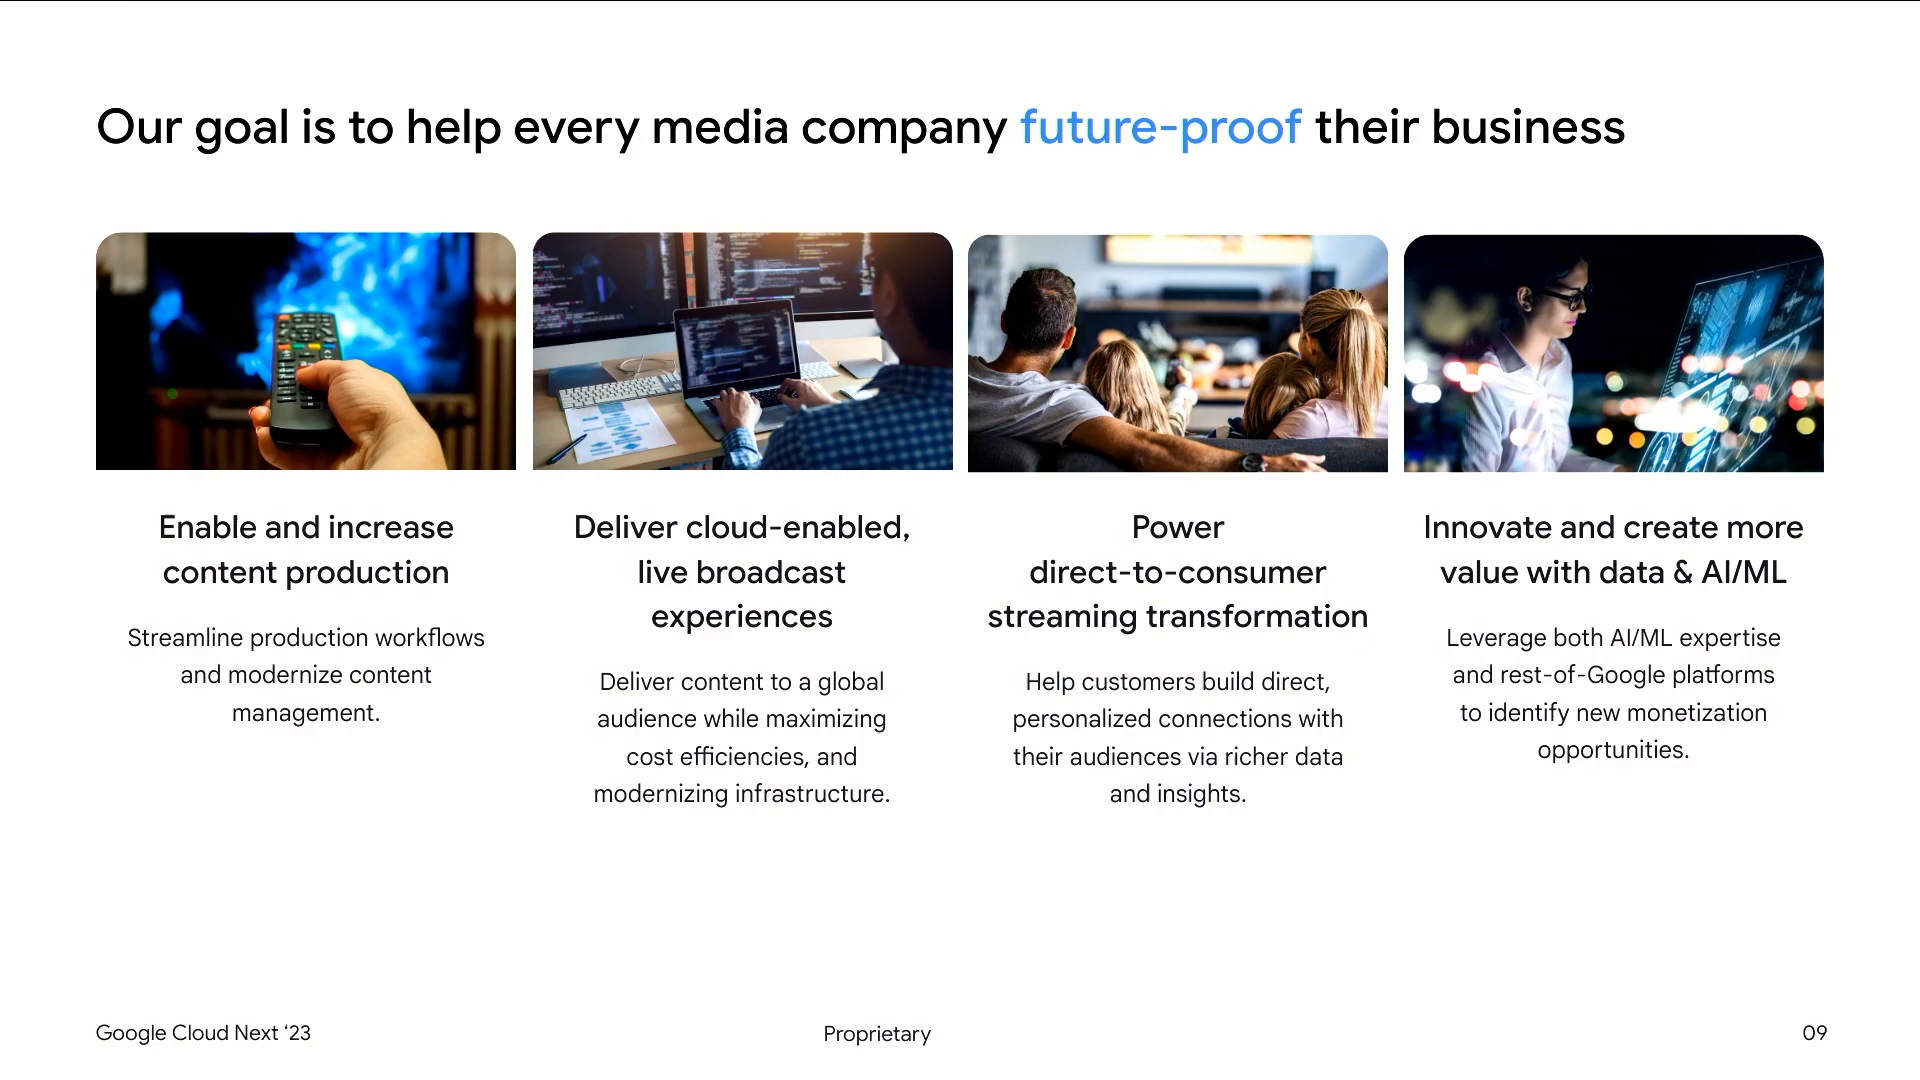 Our goal is to help every media company future-proof their business
Enable and increase
content production
Streamline production workflows
and modernize content
management.
Deliver cloud-enabled,
live broadcast
experiences
Deliver content to a global
audience while maximizing
cost efficiencies, and
modernizing infrastructure.
Power
direct-to-consumer
streaming transformation
Help customers build direct,
personalized connections with
their audiences via richer data
and insights.
Innovate and create more
value with data & AI/ML
Leverage both AI/ML expertise
and rest-of-Google platforms
to identify new monetization
opportunities.
Google Cloud Next ‘23
Proprietary
09